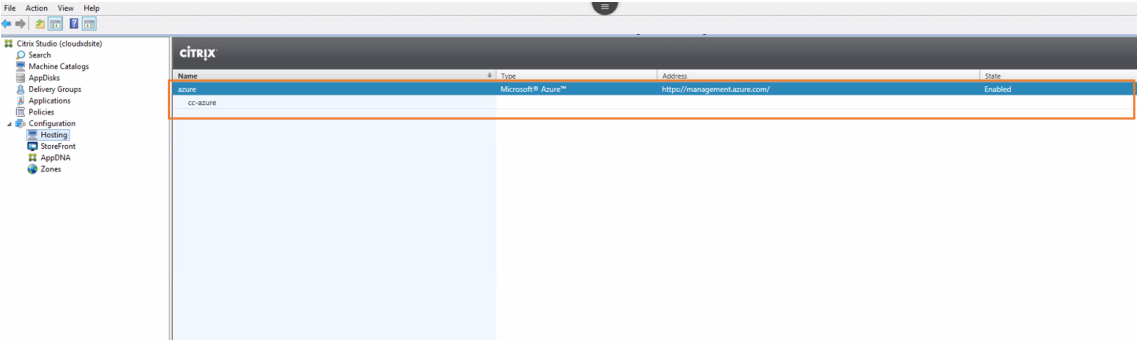 File Action View Help
Citrix Studio (cloudxdsite)
Search
Machine Catalogs
AppDisks
Delivery Groups
Applications
Policies
Configuration
Hosting
StoreFront
AppDNA
Zones
CITRIX
Name Type Address State
azure Microsoft® Azure™ https://management.azure.com/ Enabled
cc-azure